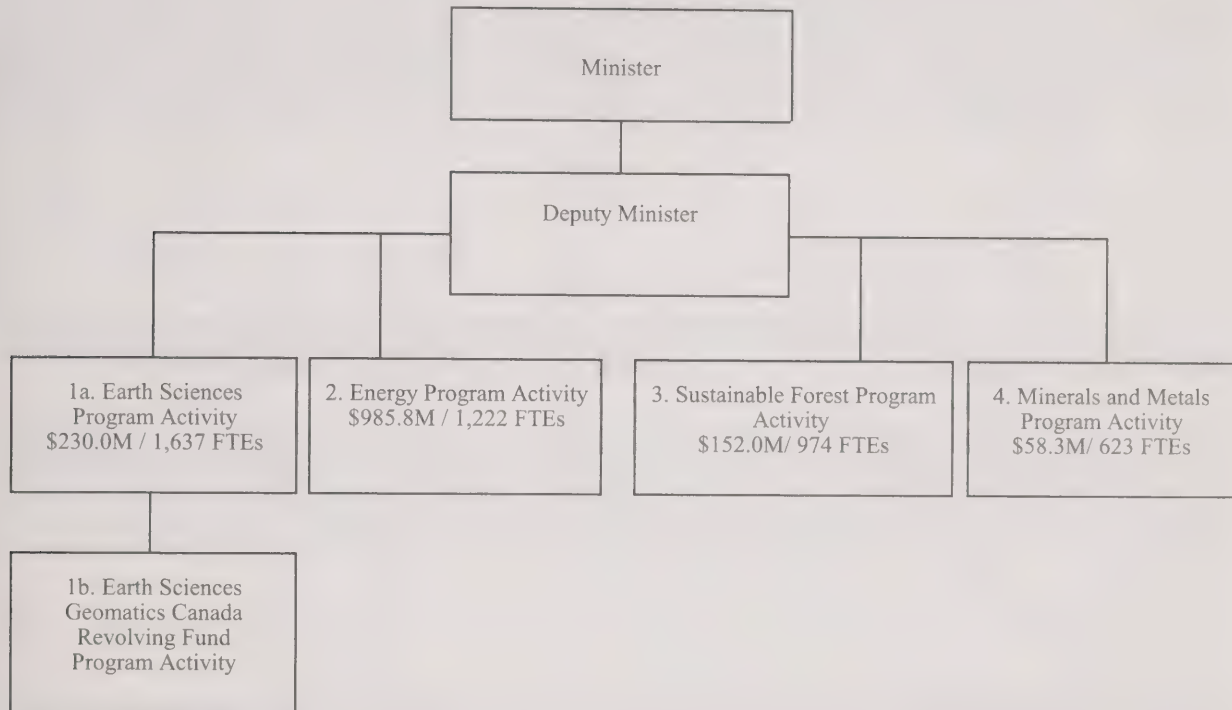 Minister
Deputy Minister
1a. Earth Sciences
Program Activity
$230.0M / 1,637 FTEs
2. Energy Program Activity
$985.8M / 1,222 FTEs
3. Sustainable Forest Program
Activity
$152.0M/ 974 FTEs
4. Minerals and Metals
Program Activity
$58.3M/ 623 FTEs
1b. Earth Sciences
Geomatics Canada
Revolving Fund
Program Activity